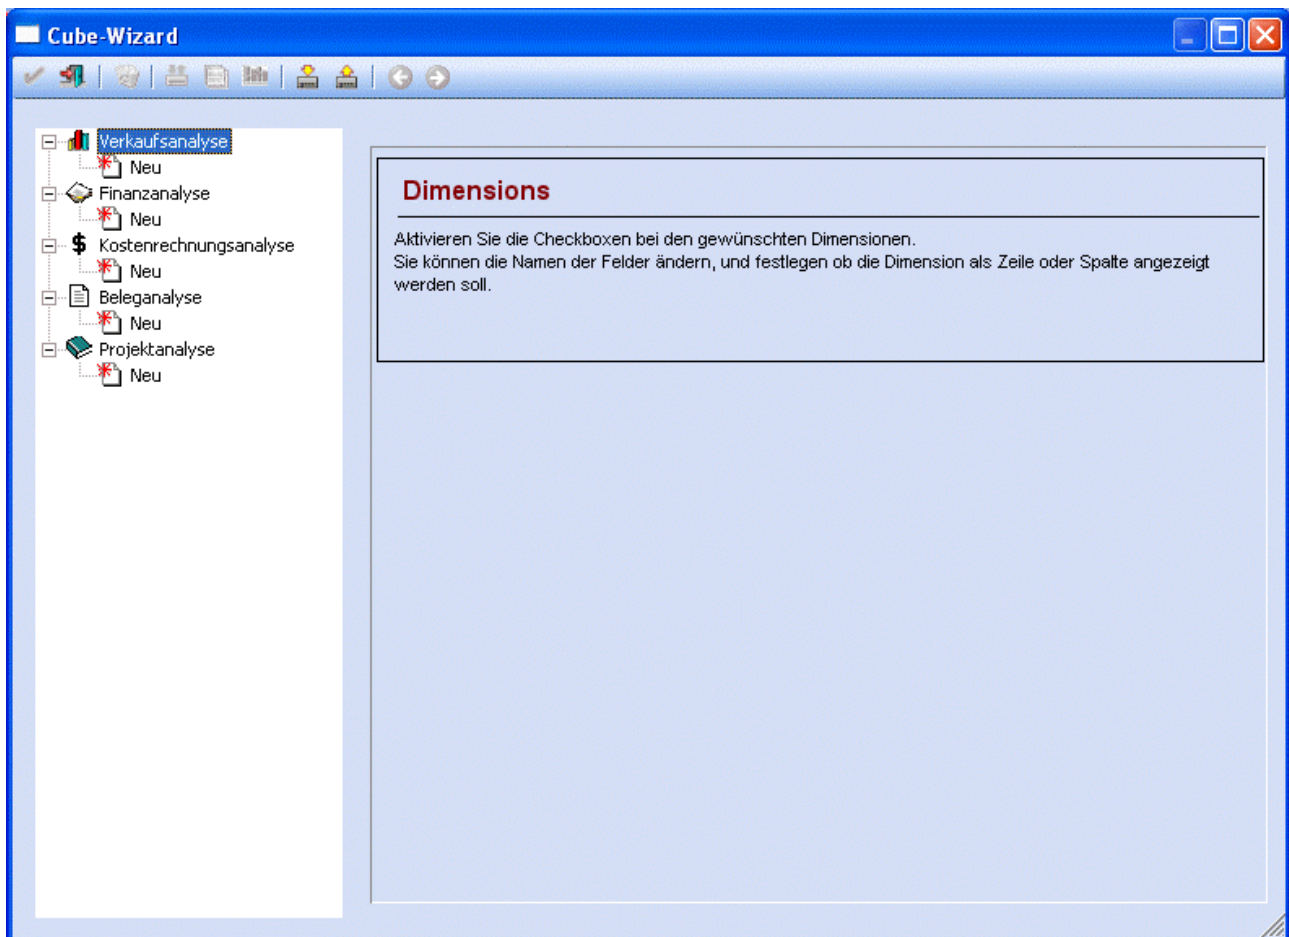 Cube-Wizard
Verkaufsanalyse
Neu
Finanzanalyse
Neu
$ Kostenrechnungsanalyse
Neu
Beleganalyse
Neu
Projektanalyse
Neu
Dimensions
Aktivieren Sie die Checkboxen bei den gewünschten Dimensionen.
Sie können die Namen der Felder ändern, und festlegen ob die Dimension als Zeile oder Spalte angezeigt
werden soll.